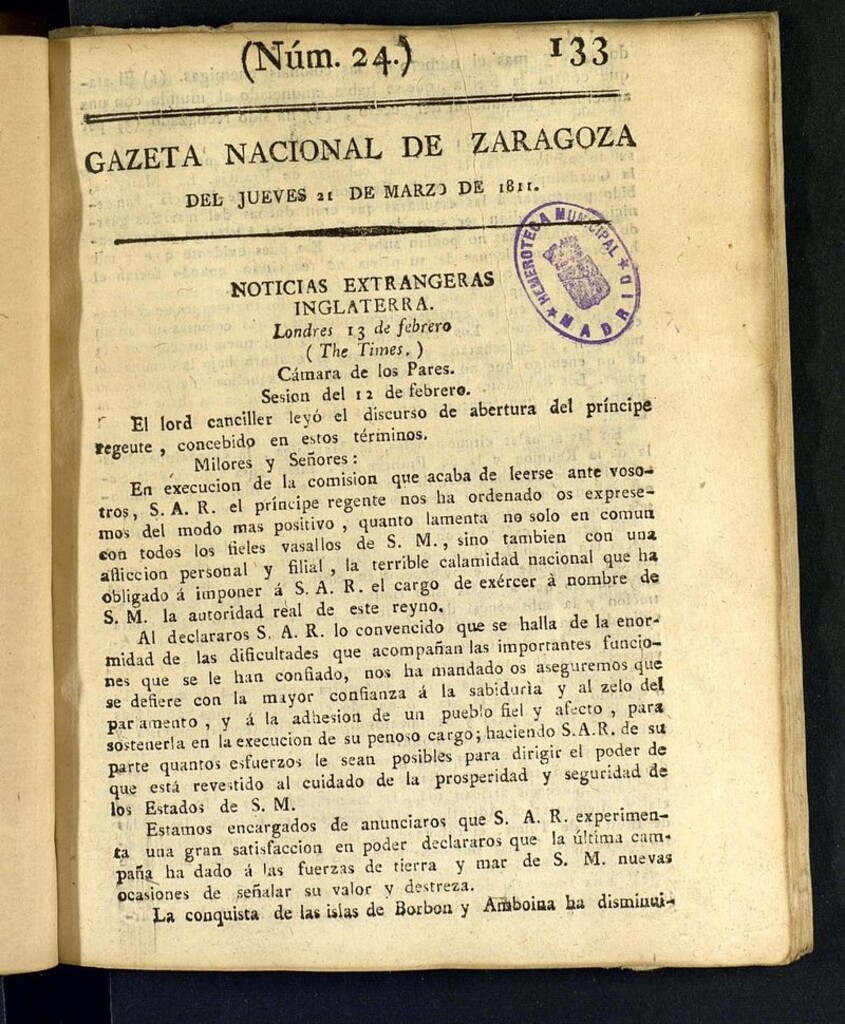 (Núm. 24.) 133
GAZETA NACIONAL DE ZARAGOZA
DEL JUEVES 21 DE MARZO DE 1811.
HEMEROTECA MUNICIPAL
★ MADRID ★
NOTICIAS EXTRANGERAS
INGLATERRA.
Londres 13 de febrero
( The Times. )
Cámara de los Pares.
Sesion del 12 de febrero.
El lord canciller leyó el discurso de abertura del príncipe
regente , concebido en estos términos.
Milores y Señores :
En execucion de la comision que acaba de leerse ante voso-
tros, S. A. R. el príncipe regente nos ha ordenado os exprese-
mos del modo mas positivo , quanto lamenta no solo en comun
con todos los fieles vasallos de S. M., sino tambien con una
afliccion personal y filial , la terrible calamidad nacional que ha
obligado á imponer á S. A. R. el cargo de exércer à nombre de
S. M. la autoridad real de este reyno.
Al declararos S. A. R. lo convencido que se halla de la enor-
midad de las dificultades que acompañan las importantes funcio-
nes que se le han confiado, nos ha mandado os aseguremos que
se defiere con la mayor confianza á la sabiduría y al zelo del
parlamento , y á la adhesion de un pueblo fiel y afecto , para
sostenerla en la execucion de su penoso cargo; haciendo S.A.R. de su
parte quantos esfuerzos le sean posibles para dirigir el poder de
que está revestido al cuidado de la prosperidad y seguridad de
los Estados de S. M.
Estamos encargados de anunciaros que S. A. R. experimen-
ta una gran satisfaccion en poder declararos que la última cam-
paña ha dado á las fuerzas de tierra y mar de S. M. nuevas
ocasiones de señalar su valor y destreza.
La conquista de las islas de Borbon y Amboina ha disminui-